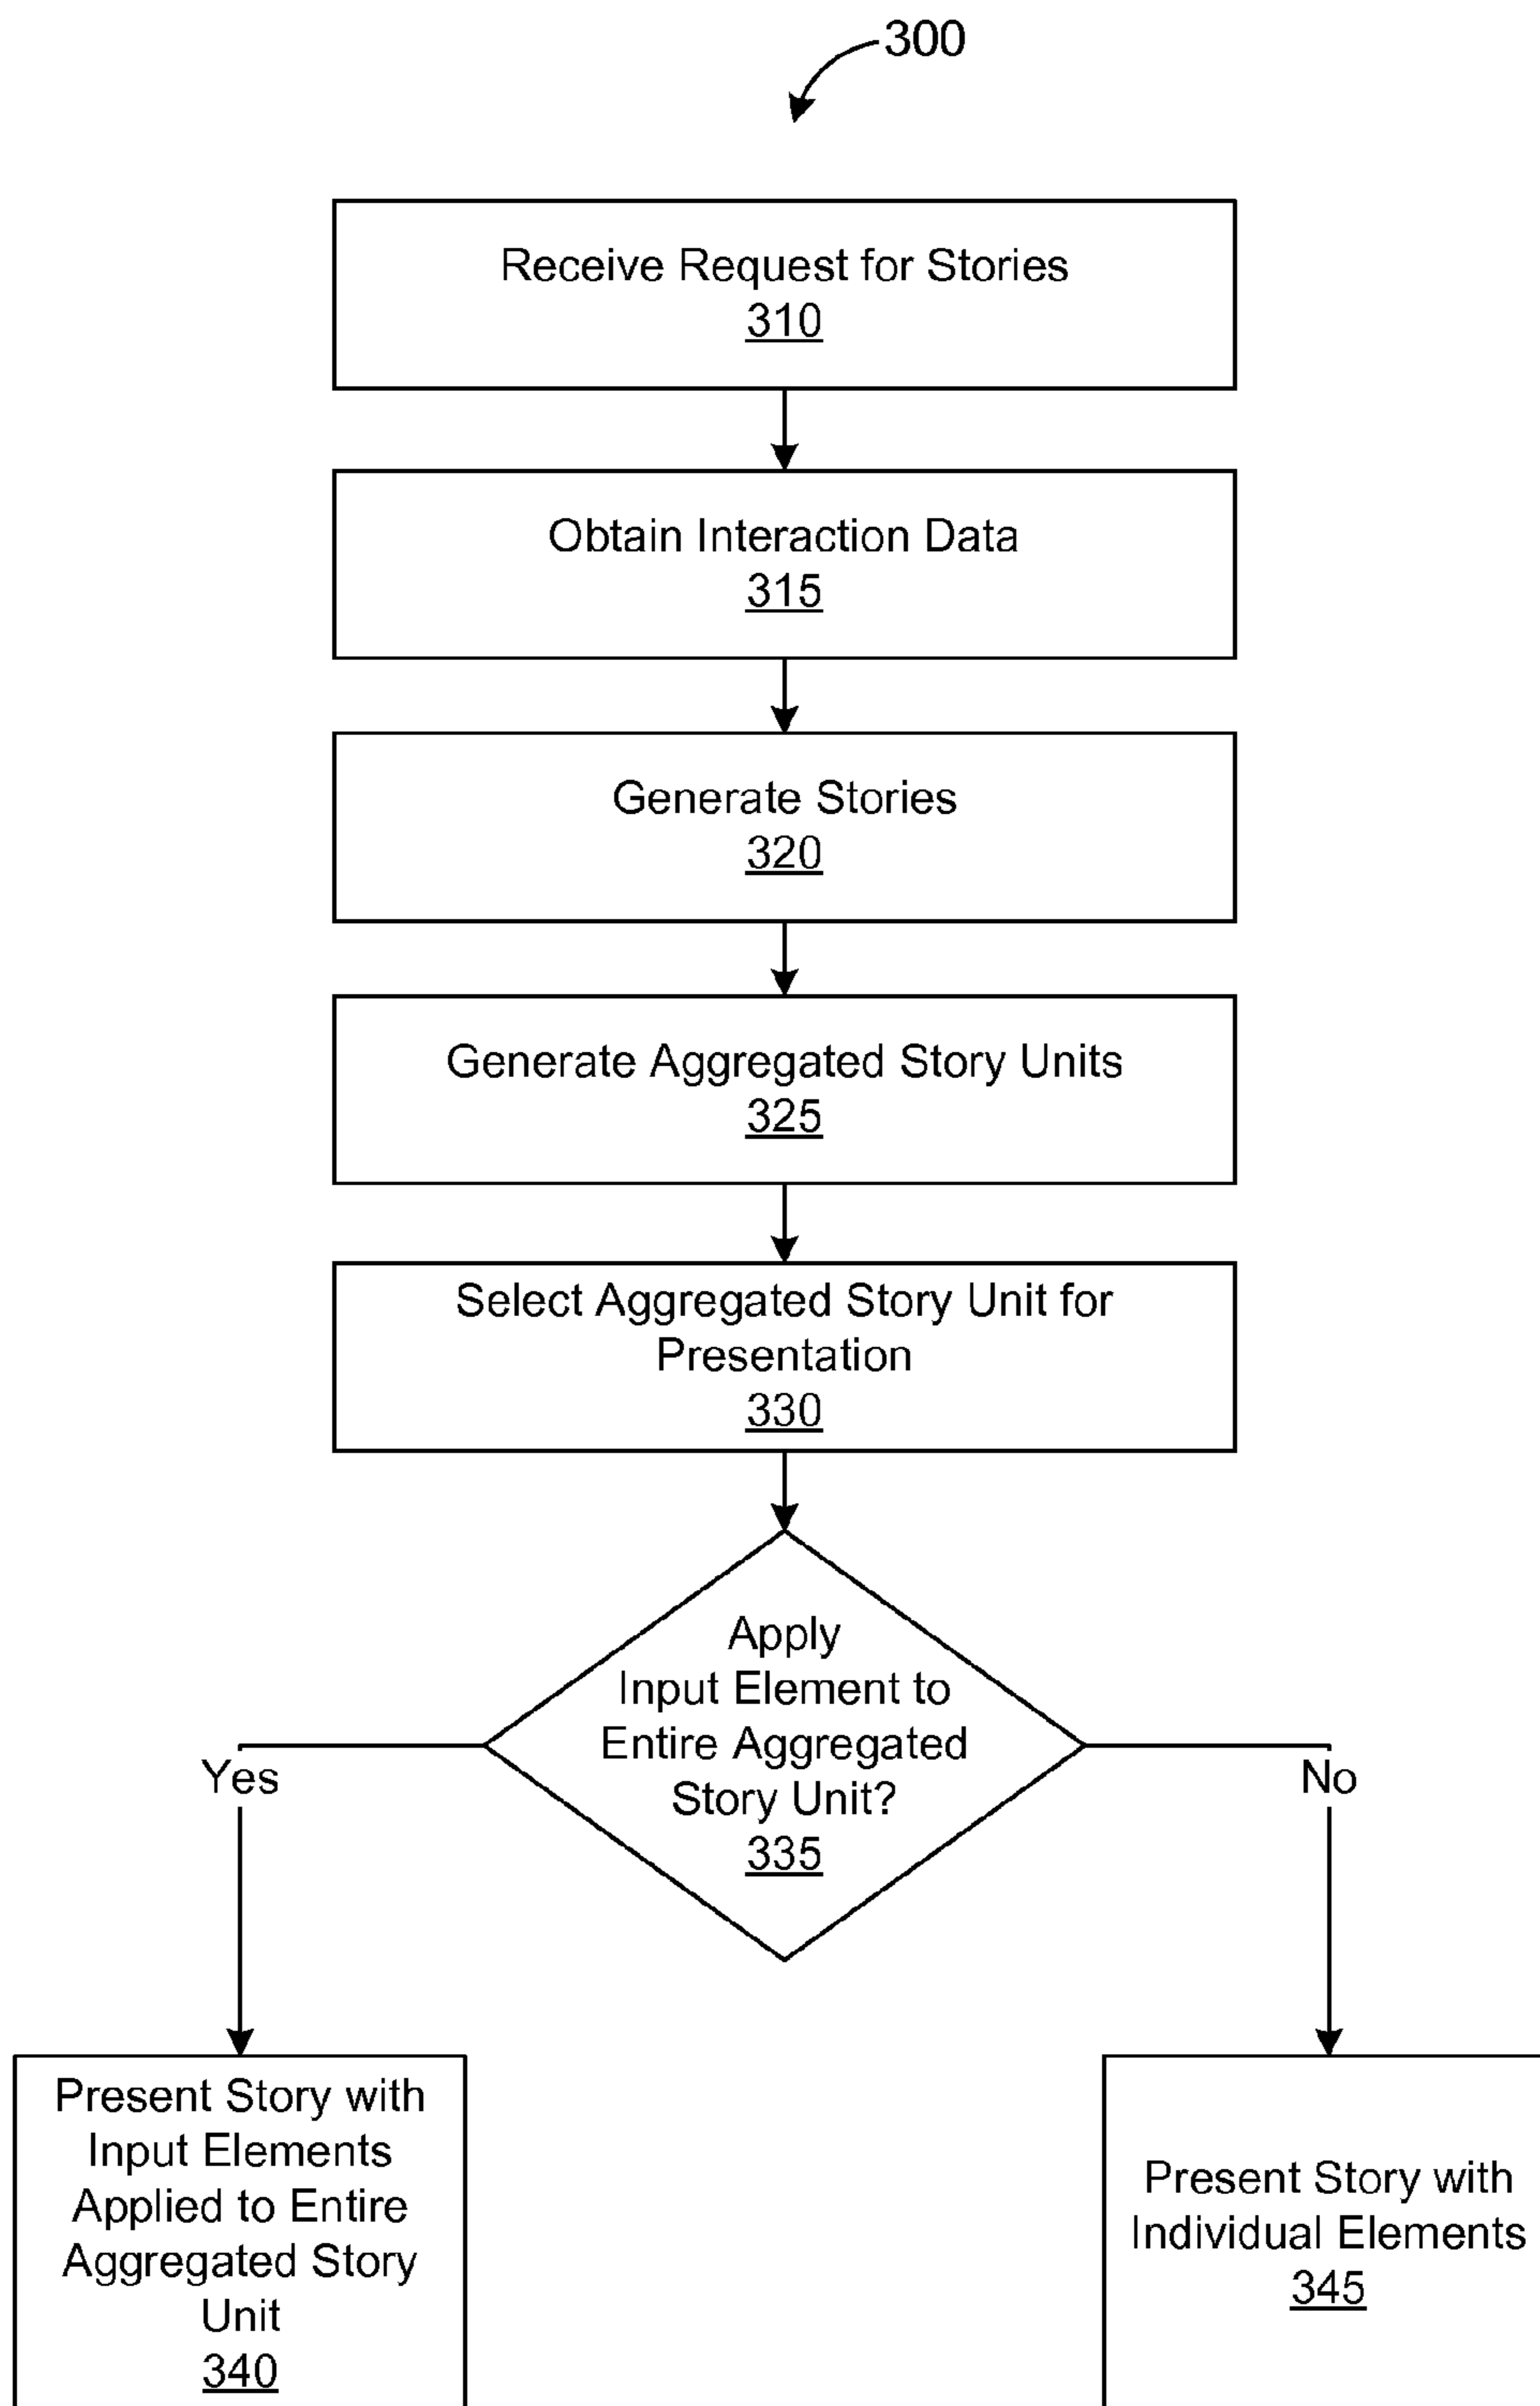 300
Receive Request for Stories
310
Obtain Interaction Data
315
Generate Stories
320
Generate Aggregated Story Units
325
Select Aggregated Story Unit for
Presentation
330
Apply
Input Element to
Entire Aggregated
Story Unit?
335
Yes
No
Present Story with
Input Elements
Applied to Entire
Aggregated Story
Unit
340
Present Story with
Individual Elements
345